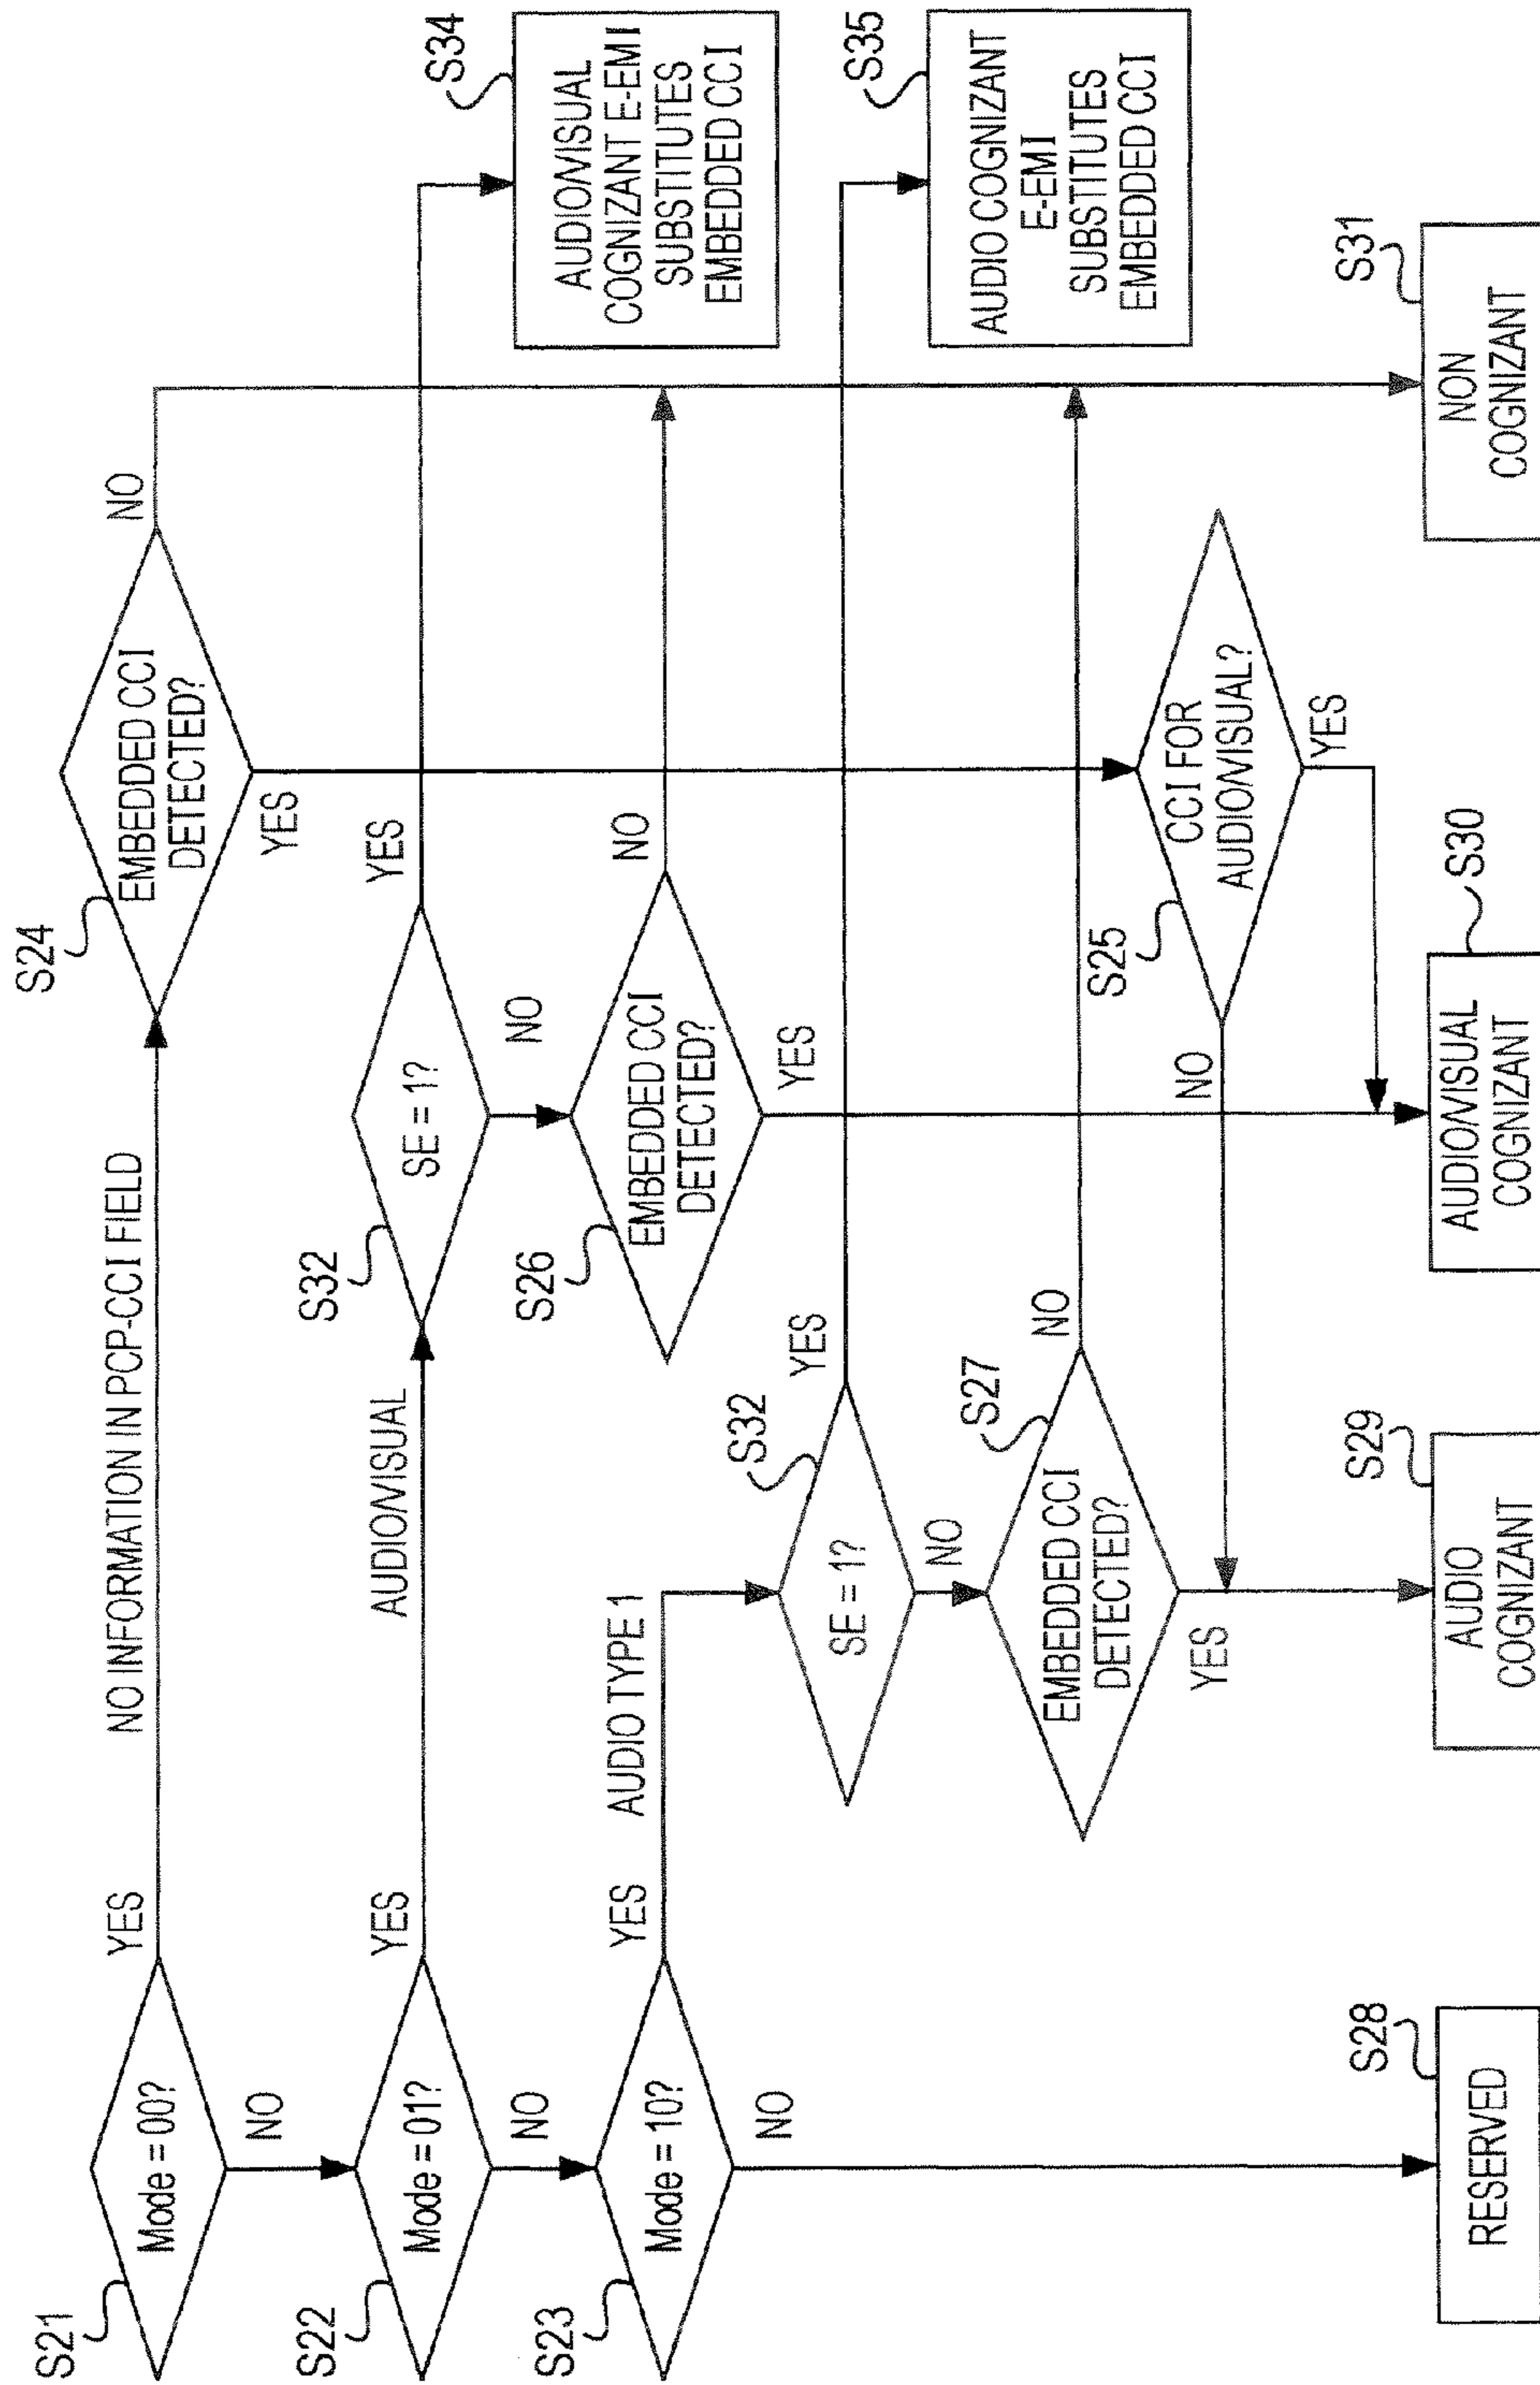 S21
Mode = 00?
YES
NO INFORMATION IN PCP-CCI FIELD
NO
S24
EMBEDDED CCI
DETECTED?
NO
YES
S22
Mode = 01?
YES
AUDIO/VISUAL
NO
S32
SE = 1?
YES
NO
S34
AUDIO/VISUAL
COGNIZANT E-EMI
SUBSTITUTES
EMBEDDED CCI
S26
EMBEDDED CCI
DETECTED?
NO
YES
S23
Mode = 10?
YES
AUDIO TYPE 1
NO
S32
SE = 1?
YES
NO
S35
AUDIO COGNIZANT
E-EMI
SUBSTITUTES
EMBEDDED CCI
S27
EMBEDDED CCI
DETECTED?
NO
YES
S25
CCI FOR
AUDIO/VISUAL?
NO
YES
S28
RESERVED
S29
AUDIO
COGNIZANT
S30
AUDIO/VISUAL
COGNIZANT
S31
NON
COGNIZANT